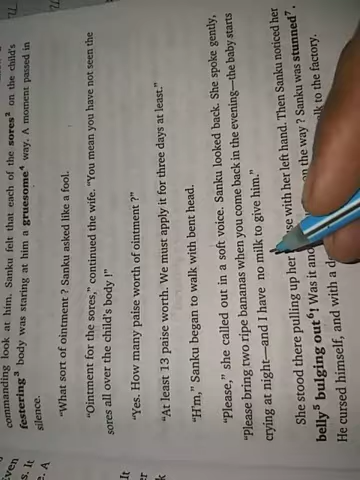 commanding look at him. Sanku felt that each of the sores² on the child's
festering³ body was staring at him a gruesome⁴ way. A moment passed in
silence.
"What sort of ointment ? Sanku asked like a fool.
"Ointment for the sores," continued the wife. "You mean you have not seen the
sores all over the child's body !"
"Yes. How many paise worth of ointment ?"
"At least 13 paise worth. We must apply it for three days at least."
"H'm," Sanku began to walk with bent head.
"Please," she called out in a soft voice. Sanku looked back. She spoke gently,
"Please bring two ripe bananas when you come back in the evening—the baby starts
crying at night—and I have no milk to give him."
She stood there pulling up her se with her left hand. Then Sanku noticed her
belly⁵ bulging out⁶! Was it and on the way ? Sanku was stunned⁷.
He cursed himself, and with a d lk to the factory.
Even
s. It
. A
It
er
k